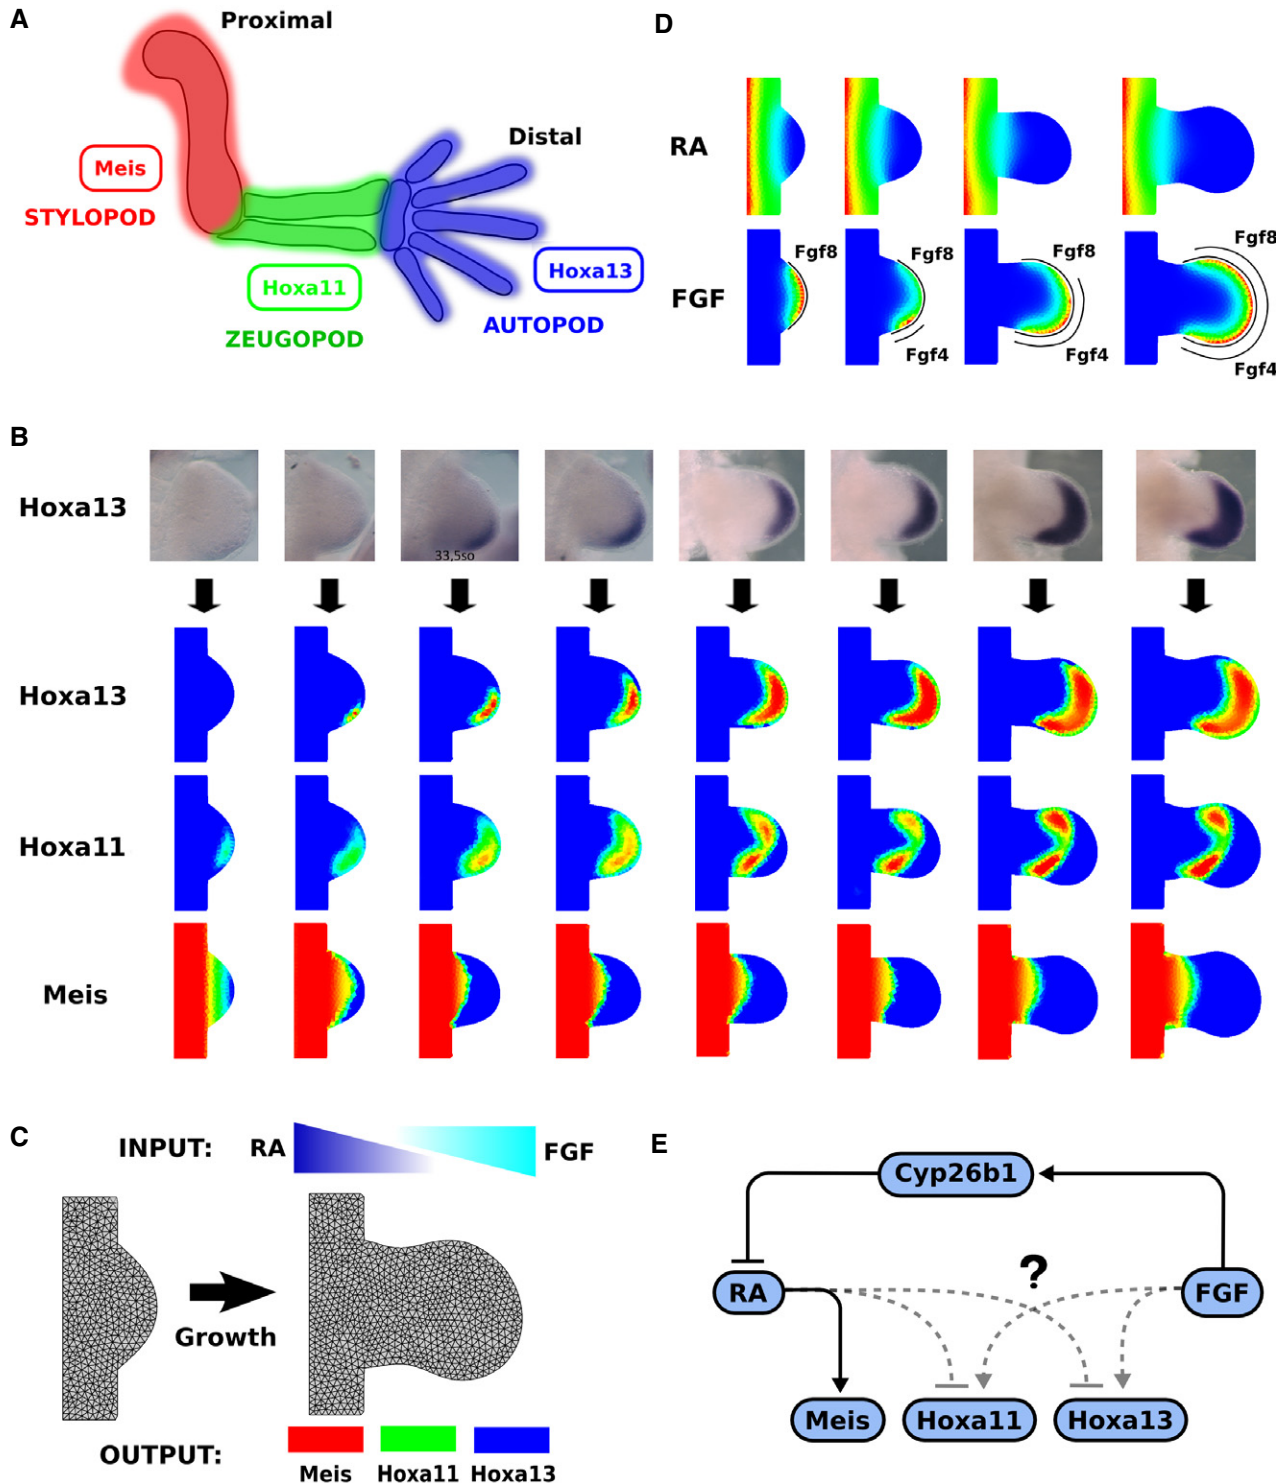 A
Proximal
Meis
STYLOPOD
Distal
Hoxa11
ZEUGOPOD
Hoxa13
AUTOPOD
D
RA
FGF
Fgf8
Fgf8
Fgf4
Fgf8
Fgf4
Fgf8
Fgf4
B
Hoxa13
33,5so
Hoxa13
Hoxa11
Meis
C
INPUT:
RA
FGF
Growth
OUTPUT:
Meis
Hoxa11
Hoxa13
E
Cyp26b1
RA
?
FGF
Meis
Hoxa11
Hoxa13